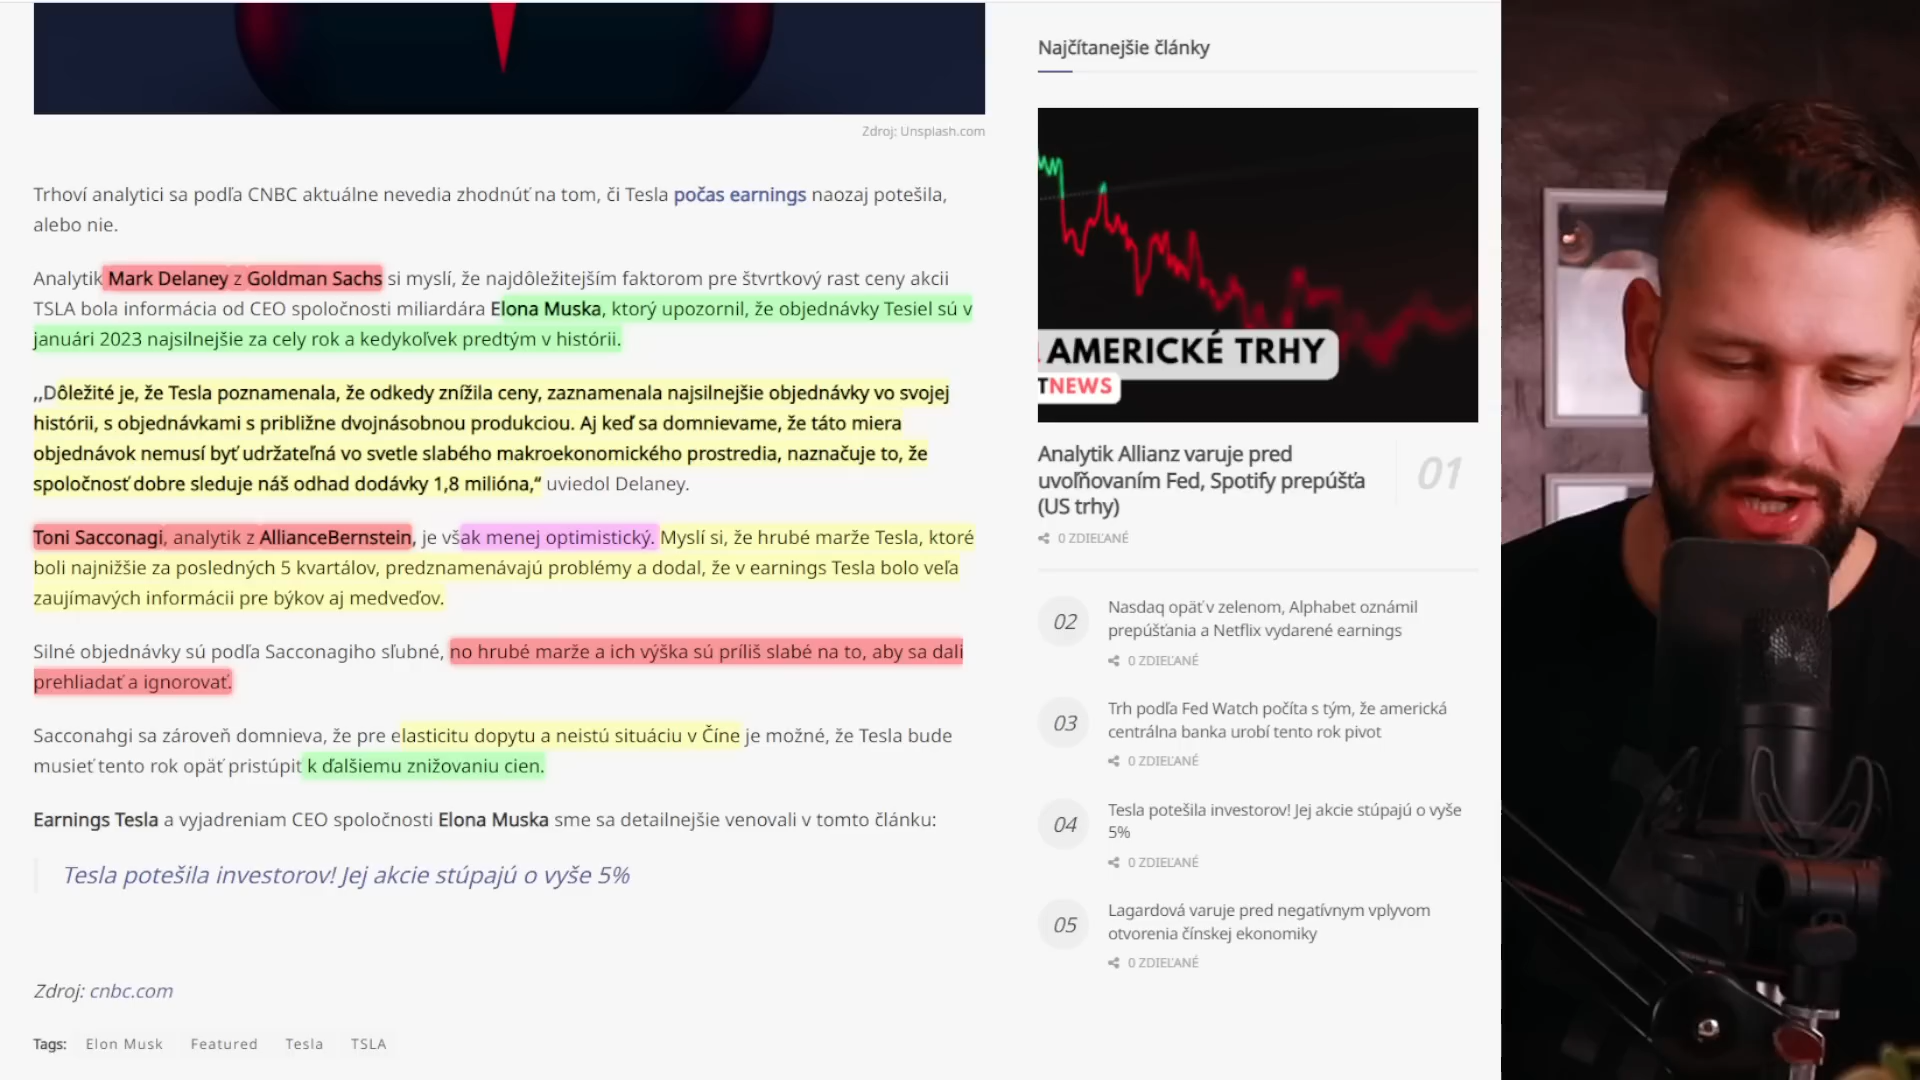 Zdroj: Unsplash.com
Trhoví analytici sa podľa CNBC aktuálne nevedia zhodnúť na tom, či Tesla počas earnings naozaj potešila,
alebo nie.
Analytik Mark Delaney z Goldman Sachs si myslí, že najdôležitejším faktorom pre štvrtkový rast ceny akcii
TSLA bola informácia od CEO spoločnosti miliardára Elona Muska, ktorý upozornil, že objednávky Tesiel sú v
januári 2023 najsilnejšie za cely rok a kedykoľvek predtým v histórii.
,,Dôležité je, že Tesla poznamenala, že odkedy znížila ceny, zaznamenala najsilnejšie objednávky vo svojej
histórii, s objednávkami s približne dvojnásobnou produkciou. Aj keď sa domnievame, že táto miera
objednávok nemusí byť udržateľná vo svetle slabého makroekonomického prostredia, naznačuje to, že
spoločnosť dobre sleduje náš odhad dodávky 1,8 milióna,“ uviedol Delaney.
Toni Sacconagi, analytik z AllianceBernstein, je však menej optimistický. Myslí si, že hrubé marže Tesla, ktoré
boli najnižšie za posledných 5 kvartálov, predznamenávajú problémy a dodal, že v earnings Tesla bolo veľa
zaujímavých informácii pre býkov aj medveďov.
Silné objednávky sú podľa Sacconagiho sľubné, no hrubé marže a ich výška sú príliš slabé na to, aby sa dali
prehliadať a ignorovať.
Sacconahgi sa zároveň domnieva, že pre elasticitu dopytu a neistú situáciu v Číne je možné, že Tesla bude
musieť tento rok opäť pristúpiť k ďalšiemu znižovaniu cien.
Earnings Tesla a vyjadreniam CEO spoločnosti Elona Muska sme sa detailnejšie venovali v tomto článku:
Tesla potešila investorov! Jej akcie stúpajú o vyše 5%
Zdroj: cnbc.com
Tags: Elon Musk Featured Tesla TSLA
Najčítanejšie články
AMERICKÉ TRHY
TNEWS
Analytik Allianz varuje pred
uvoľňovaním Fed, Spotify prepúšťa
(US trhy)
01
0 ZDIEĽANÉ
02
Nasdaq opäť v zelenom, Alphabet oznámil
prepúšťania a Netflix vydarené earnings
0 ZDIEĽANÉ
03
Trh podľa Fed Watch počíta s tým, že americká
centrálna banka urobí tento rok pivot
0 ZDIEĽANÉ
04
Tesla potešila investorov! Jej akcie stúpajú o vyše
5%
0 ZDIEĽANÉ
05
Lagardová varuje pred negatívnym vplyvom
otvorenia čínskej ekonomiky
0 ZDIEĽANÉ